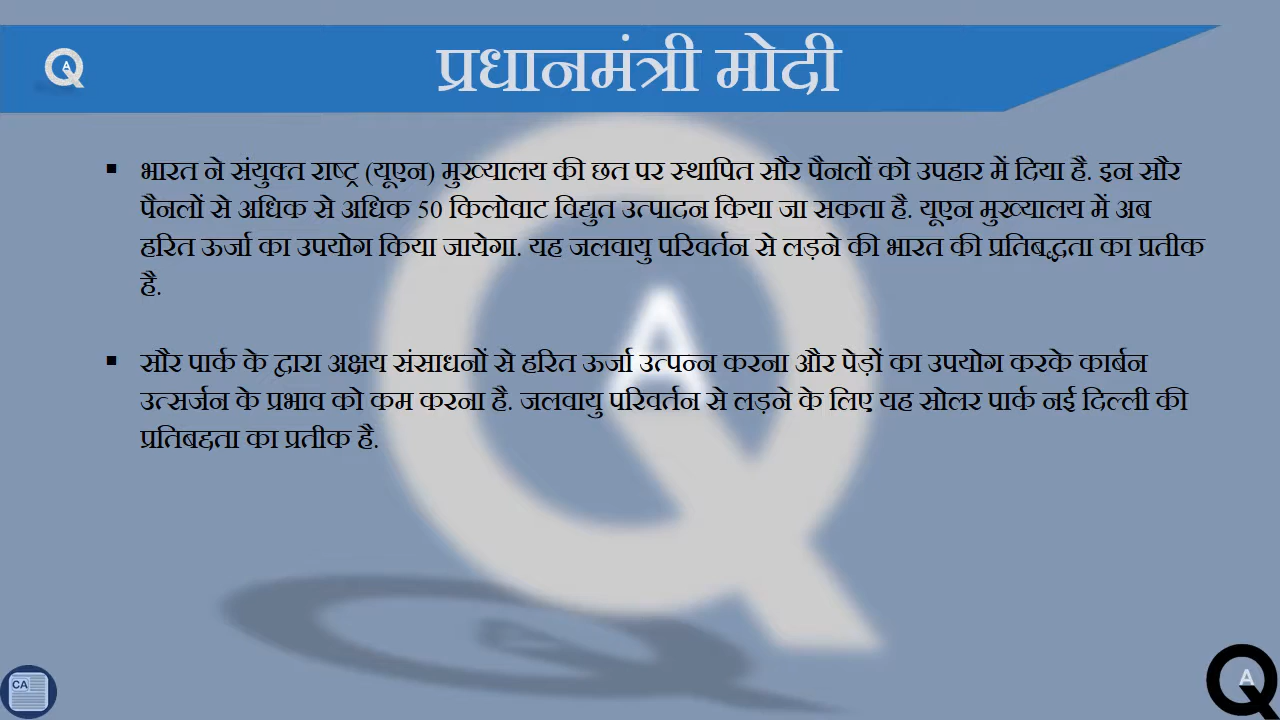 प्रधानमंत्री मोदी
A
भारत ने संयुक्त राष्ट्र (यूएन) मुख्यालय की छत पर स्थापित सौर पैनलों को उपहार में दिया है. इन सौर
पैनलों से अधिक से अधिक 50 किलोवाट विद्युत उत्पादन किया जा सकता है. यूएन मुख्यालय में अब
हरित ऊर्जा का उपयोग किया जायेगा. यह जलवायु परिवर्तन से लड़ने की भारत की प्रतिबद्धता का प्रतीक
है.
सौर पार्क के द्वारा अक्षय संसाधनों से हरित ऊर्जा उत्पन्न करना और पेड़ों का उपयोग करके कार्बन
उत्सर्जन के प्रभाव को कम करना है. जलवायु परिवर्तन से लड़ने के लिए यह सोलर पार्क नई दिल्ली की
प्रतिबद्दता का प्रतीक है.
A
CA
A